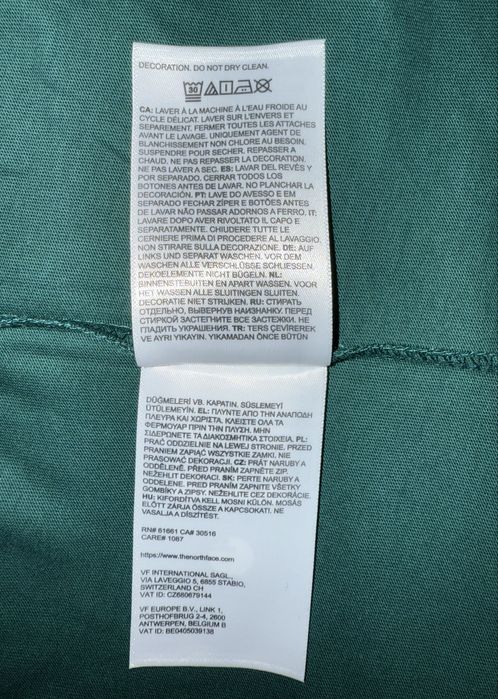 DECORATION. DO NOT DRY CLEAN.
30
CA: LAVER À LA MACHINE À L'EAU FROIDE AU
CYCLE DÉLICAT. LAVER SUR L'ENVERS ET
SEPAREMENT. FERMER TOUTES LES ATTACHES
AVANT LE LAVAGE. UNIQUEMENT AGENT DE
BLANCHISSEMENT NON CHLORE AU BESOIN.
SUSPENDRE POUR SECHER. REPASSER A
CHAUD. NE PAS REPASSER LA DECORATION.
NE PAS LAVER A SEC. ES: LAVAR DEL REVÉS Y
POR SEPARADO. CERRAR TODOS LOS
BOTONES ANTES DE LAVAR. NO PLANCHAR LA
DECORACIÓN. PT: LAVE DO AVESSO E EM
SEPARADO FECHAR ZÍPER E BOTÕES ANTES
DE LAVAR NÃO PASSAR ADORNOS A FERRO. IT:
LAVARE DOPO AVER RIVOLTATO IL CAPO E
SEPARATAMENTE. CHIUDERE TUTTE LE
CERNIERE PRIMA DI PROCEDERE AL LAVAGGIO.
NON STIRARE SULLA DECORAZIONE. DE: AUF
LINKS UND SEPARAT WASCHEN. VOR DEM
WASCHEN ALLE VERSCHLÜSSE SCHLIESSEN.
DEKOELEMENTE NICHT BÜGELN. NL:
BINNENSTEBUITEN EN APART WASSEN. VOOR
HET WASSEN ALLE SLUITINGEN SLUITEN.
DECORATIE NIET STRIJKEN. RU: СТИРАТЬ
ОТДЕЛЬНО, ВЫВЕРНУВ НАИЗНАНКУ. ПЕРЕД
СТИРКОЙ ЗАСТЕГНИТЕ ВСЕ ЗАСТЕЖКИ. НЕ
ГЛАДИТЬ УКРАШЕНИЯ. TR: TERS ÇEVİREREK
VE AYRI YIKAYIN. YIKAMADAN ÖNCE BÜTÜN
DÜĞMELERİ VB. KAPATIN. SÜSLEMEYİ
ÜTÜLEMEYİN. EL: ΠΛΥΝΤΕ ΑΠΟ ΤΗΝ ΑΝΑΠΟΔΗ
ΠΛΕΥΡΑ ΚΑΙ ΧΩΡΙΣΤΑ. ΚΛΕΙΣΤΕ ΟΛΑ ΤΑ
ΦΕΡΜΟΥΑΡ ΠΡΙΝ ΤΗΝ ΠΛΥΣΗ. ΜΗΝ
ΣΙΔΕΡΩΝΕΤΕ ΤΑ ΔΙΑΚΟΣΜΗΤΙΚΑ ΣΤΟΙΧΕΙΑ. PL:
PRAĆ ODDZIELNIE NA LEWEJ STRONIE. PRZED
PRANIEM ZAPIĄĆ WSZYSTKIE ZAMKI. NIE
PRASOWAĆ DEKORACJI. CZ: PRÁT NARUBY A
ODDĚLENĚ. PŘED PRANÍM ZAPNĚTE ZIP.
NEŽEHLIT DEKORACI. SK: PERTE NARUBY A
ODDELENE. PRED PRANÍM ZAPNITE VŠETKY
GOMBÍKY A ZIPSY. NEŽEHLITE CEZ DEKORÁCIE.
HU: KIFORDÍTVA KELL MOSNI KÜLÖN. MOSÁS
ELŐTT ZÁRJA ÖSSZE A KAPCSOKATI. NE
VASALJA A DÍSZÍTÉST.
RN# 61661 CA# 30516
CARE# 1087
https://www.thenorthface.com
VF INTERNATIONAL SAGL.,
VIA LAVEGGIO 5, 6855 STABIO,
SWITZERLAND CH
VAT ID: CZ680679144
VF EUROPE B.V., LINK 1,
POSTHOFBRUG 2-4, 2600
ANTWERPEN, BELGIUM B
VAT ID: BE0405039138